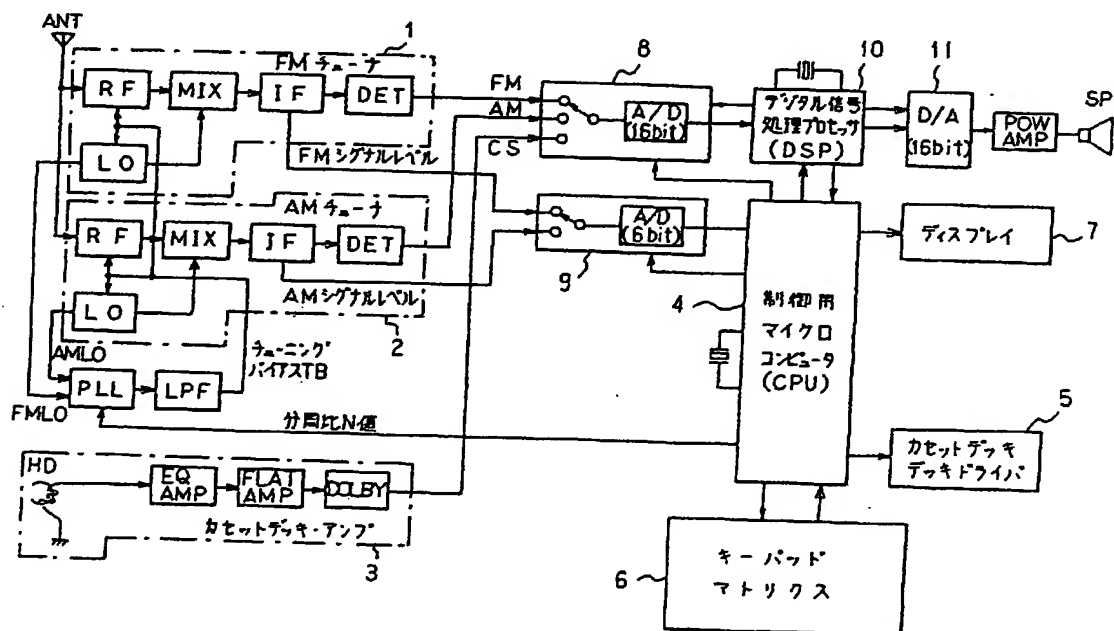 ANT
1
FMチューナ
RF
MIX
IF
DET
LO
FMシグナルレベル
AMチューナ
RF
MIX
IF
DET
LO
AMシグナルレベル
2
AMLO
FMLO
PLL
LPF
チューニング
バイアスTB
分周比N値
HD
EQ
AMP
FLAT
AMP
DOLBY
カセットデッキ・アンプ
3
FM
AM
CS
8
A/D
(16bit)
A/D
(6bit)
9
10
デジタル信号
処理プロセッサ
(DSP)
11
D/A
(16bit)
POW
AMP
SP
4
制御用
マイクロ
コンピュータ
(CPU)
ディスプレイ
7
5
カセットデッキ
デッキドライバ
6
キーパッド
マトリクス